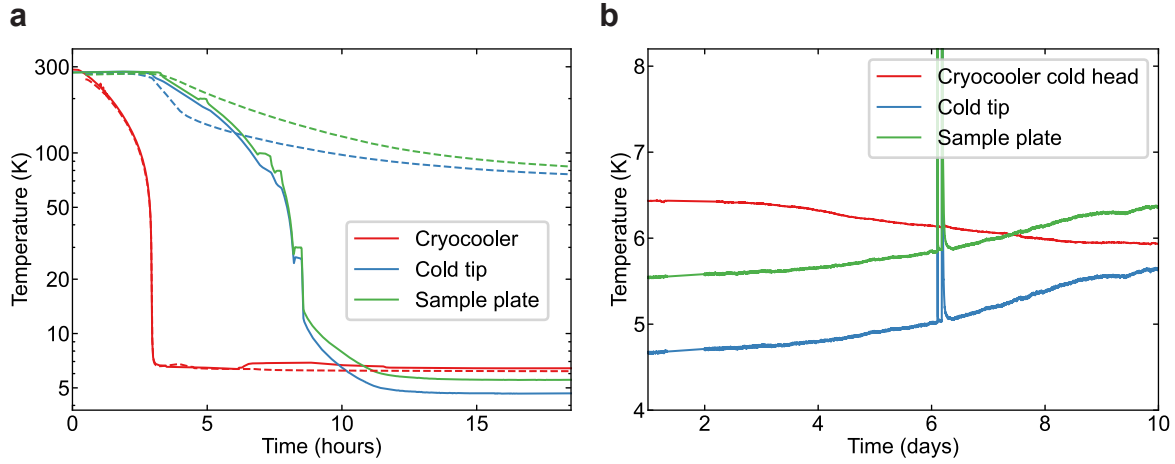 a
300
100
50
20
10
5
Temperature (K)
0
5
10
15
Time (hours)
Cryocooler
Cold tip
Sample plate
b
8
7
6
5
4
Temperature (K)
2
4
6
8
10
Time (days)
Cryocooler cold head
Cold tip
Sample plate